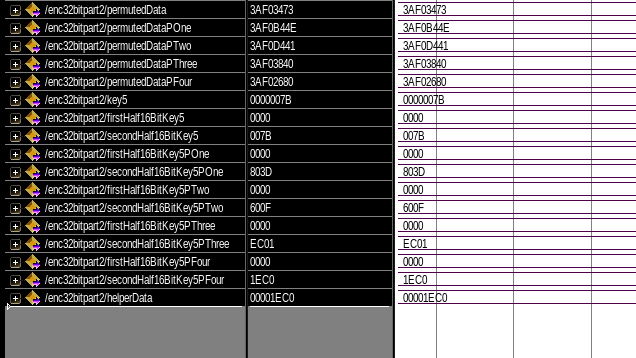 /enc32bitpart2/permutedData 3AF03473 3AF03473
/enc32bitpart2/permutedDataPOne 3AF0B44E 3AF0B44E
/enc32bitpart2/permutedDataPTwo 3AF0D441 3AF0D441
/enc32bitpart2/permutedDataPThree 3AF03840 3AF03840
/enc32bitpart2/permutedDataPFour 3AF02680 3AF02680
/enc32bitpart2/key5 0000007B 0000007B
/enc32bitpart2/firstHalf16BitKey5 0000 0000
/enc32bitpart2/secondHalf16BitKey5 007B 007B
/enc32bitpart2/firstHalf16BitKey5POne 0000 0000
/enc32bitpart2/secondHalf16BitKey5POne 803D 803D
/enc32bitpart2/firstHalf16BitKey5PTwo 0000 0000
/enc32bitpart2/secondHalf16BitKey5PTwo 600F 600F
/enc32bitpart2/firstHalf16BitKey5PThree 0000 0000
/enc32bitpart2/secondHalf16BitKey5PThree EC01 EC01
/enc32bitpart2/firstHalf16BitKey5PFour 0000 0000
/enc32bitpart2/secondHalf16BitKey5PFour 1EC0 1EC0
/enc32bitpart2/helperData 00001EC0 00001EC0